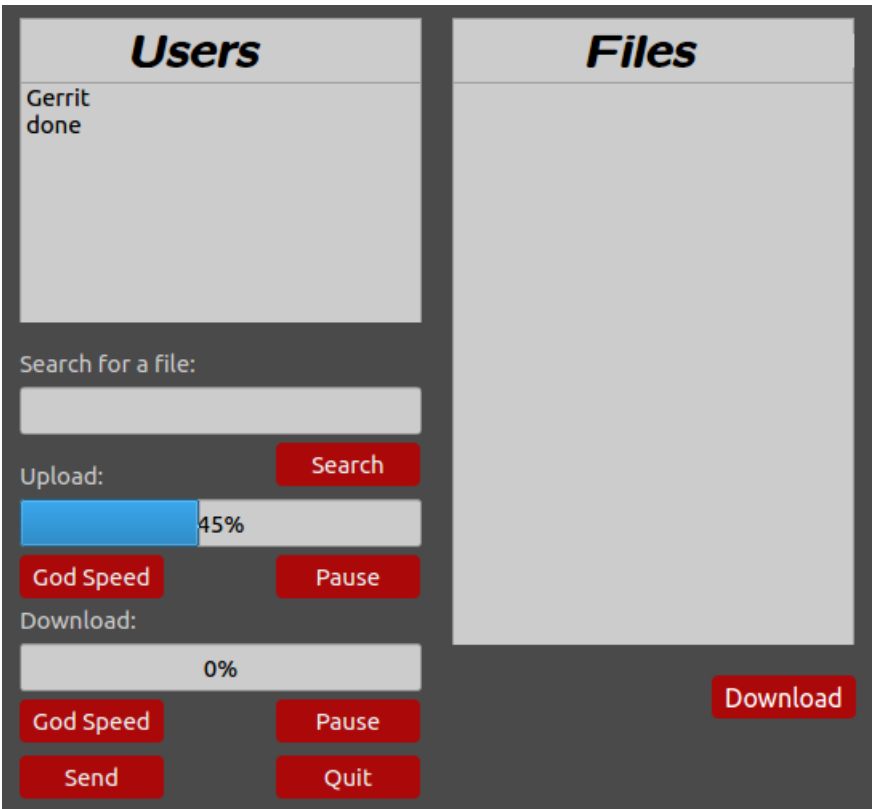 Users
Gerrit
done
Search for a file:
Search
Upload:
45%
God Speed
Pause
Download:
0%
God Speed
Pause
Send
Quit
Files
Download